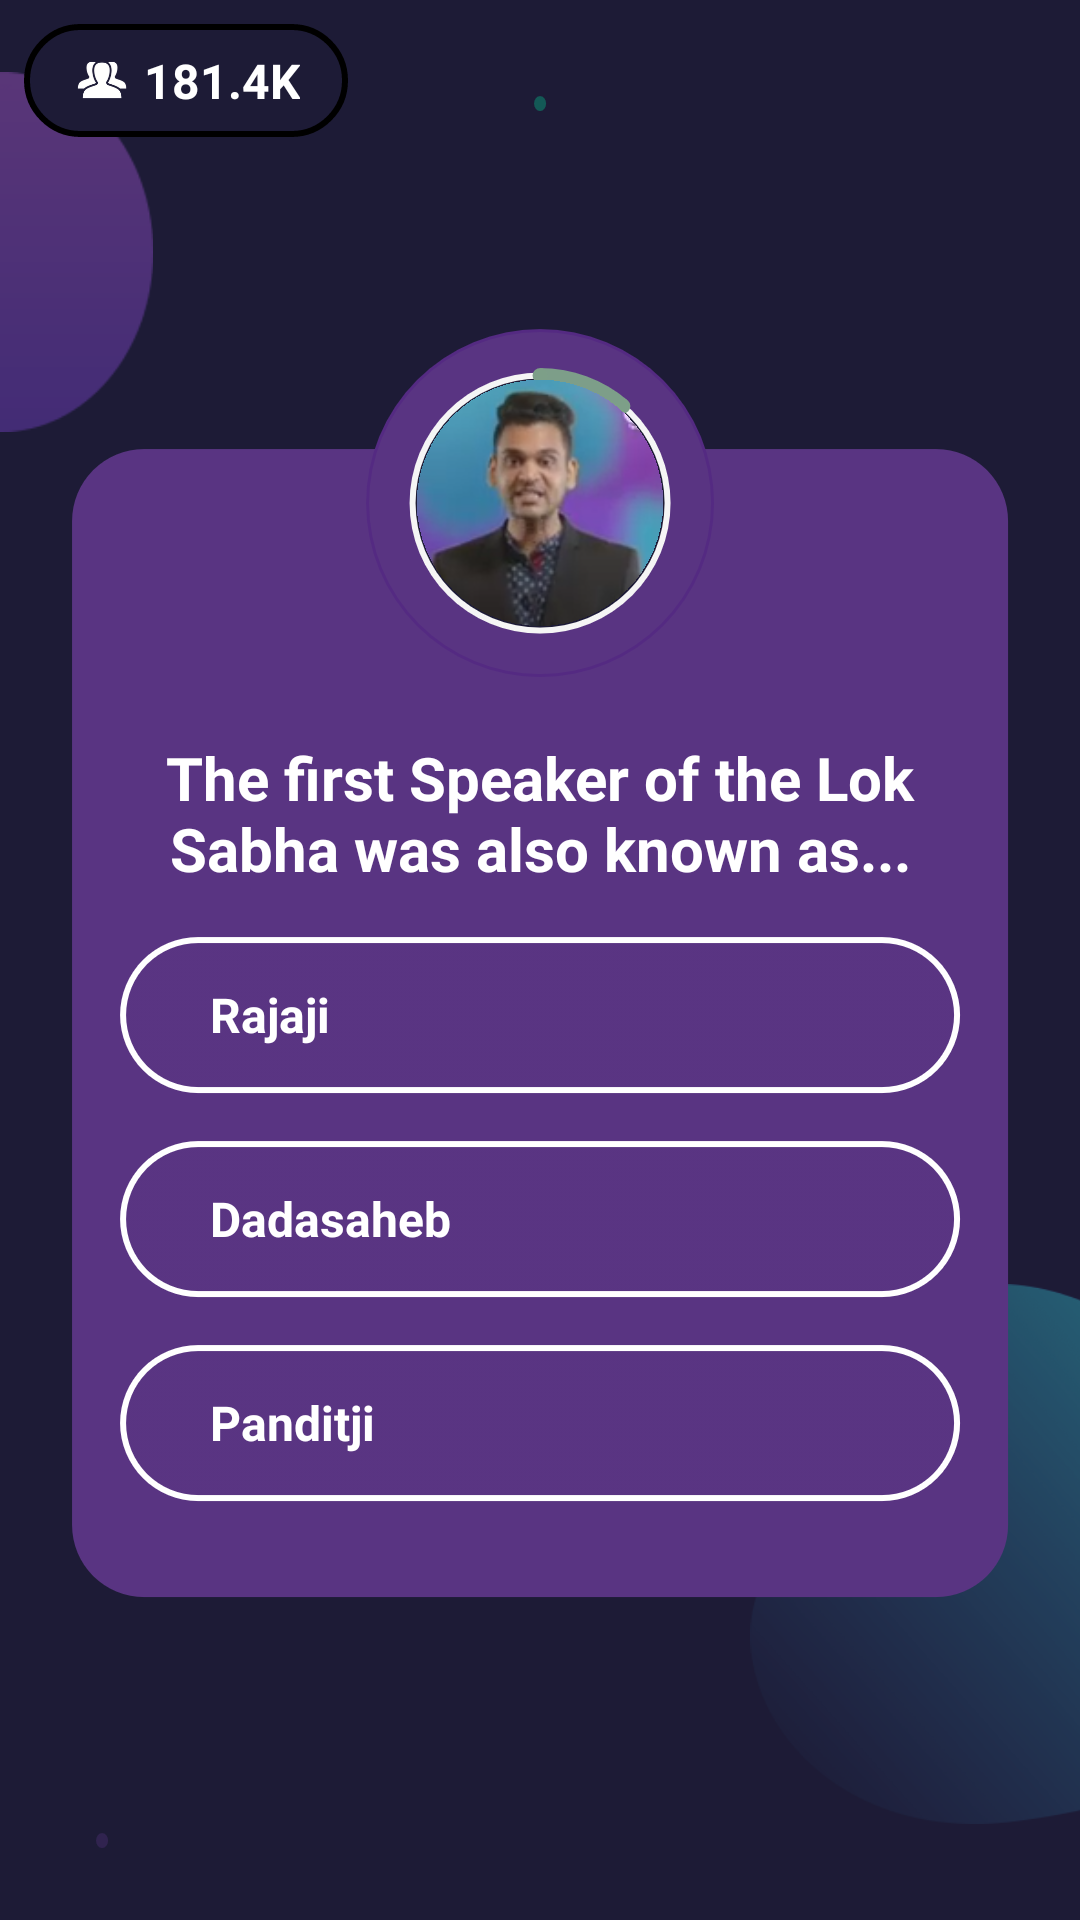 181.4K
The first Speaker of the Lok
Sabha was also known as...
Rajaji
Dadasaheb
Panditji